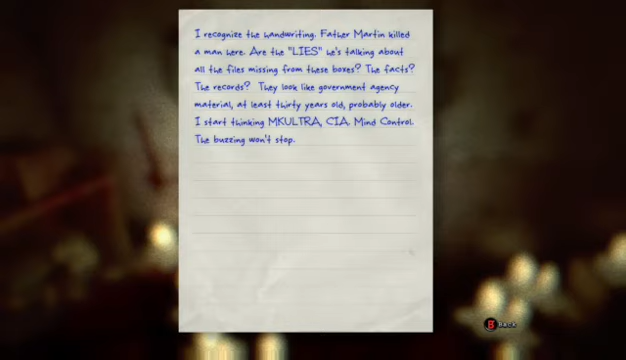 I recognize the handwriting. Father Martin killed
a man here. Are the "LIES" he's talking about
all the files missing from these boxes? The facts?
The records? They look like government agency
material, at least thirty years old, probably older.
I start thinking MKULTRA, CIA. Mind Control.
The buzzing won't stop.
B Back